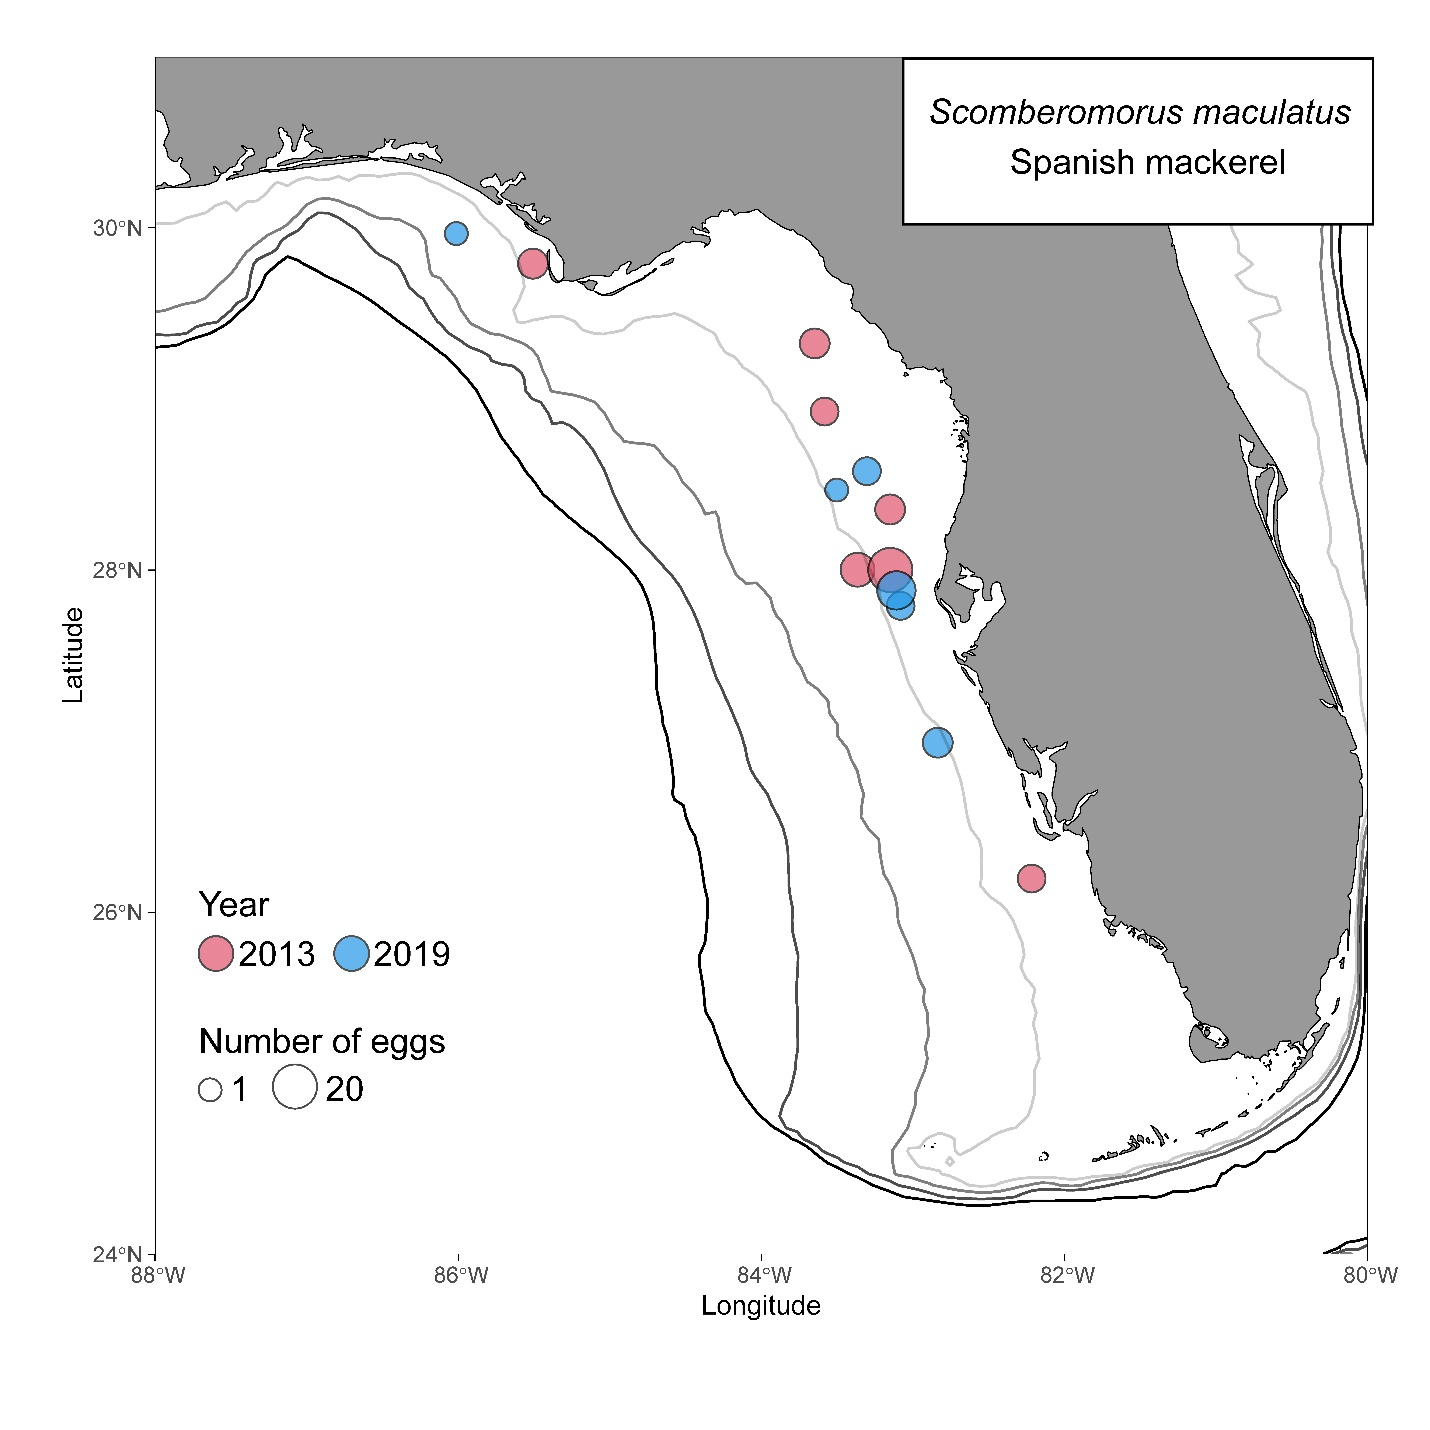 Scomberomorus maculatus
Spanish mackerel
30°N
28°N
26°N
24°N
Latitude
Year
2013 2019
Number of eggs
1 20
88°W 86°W 84°W 82°W 80°W
Longitude